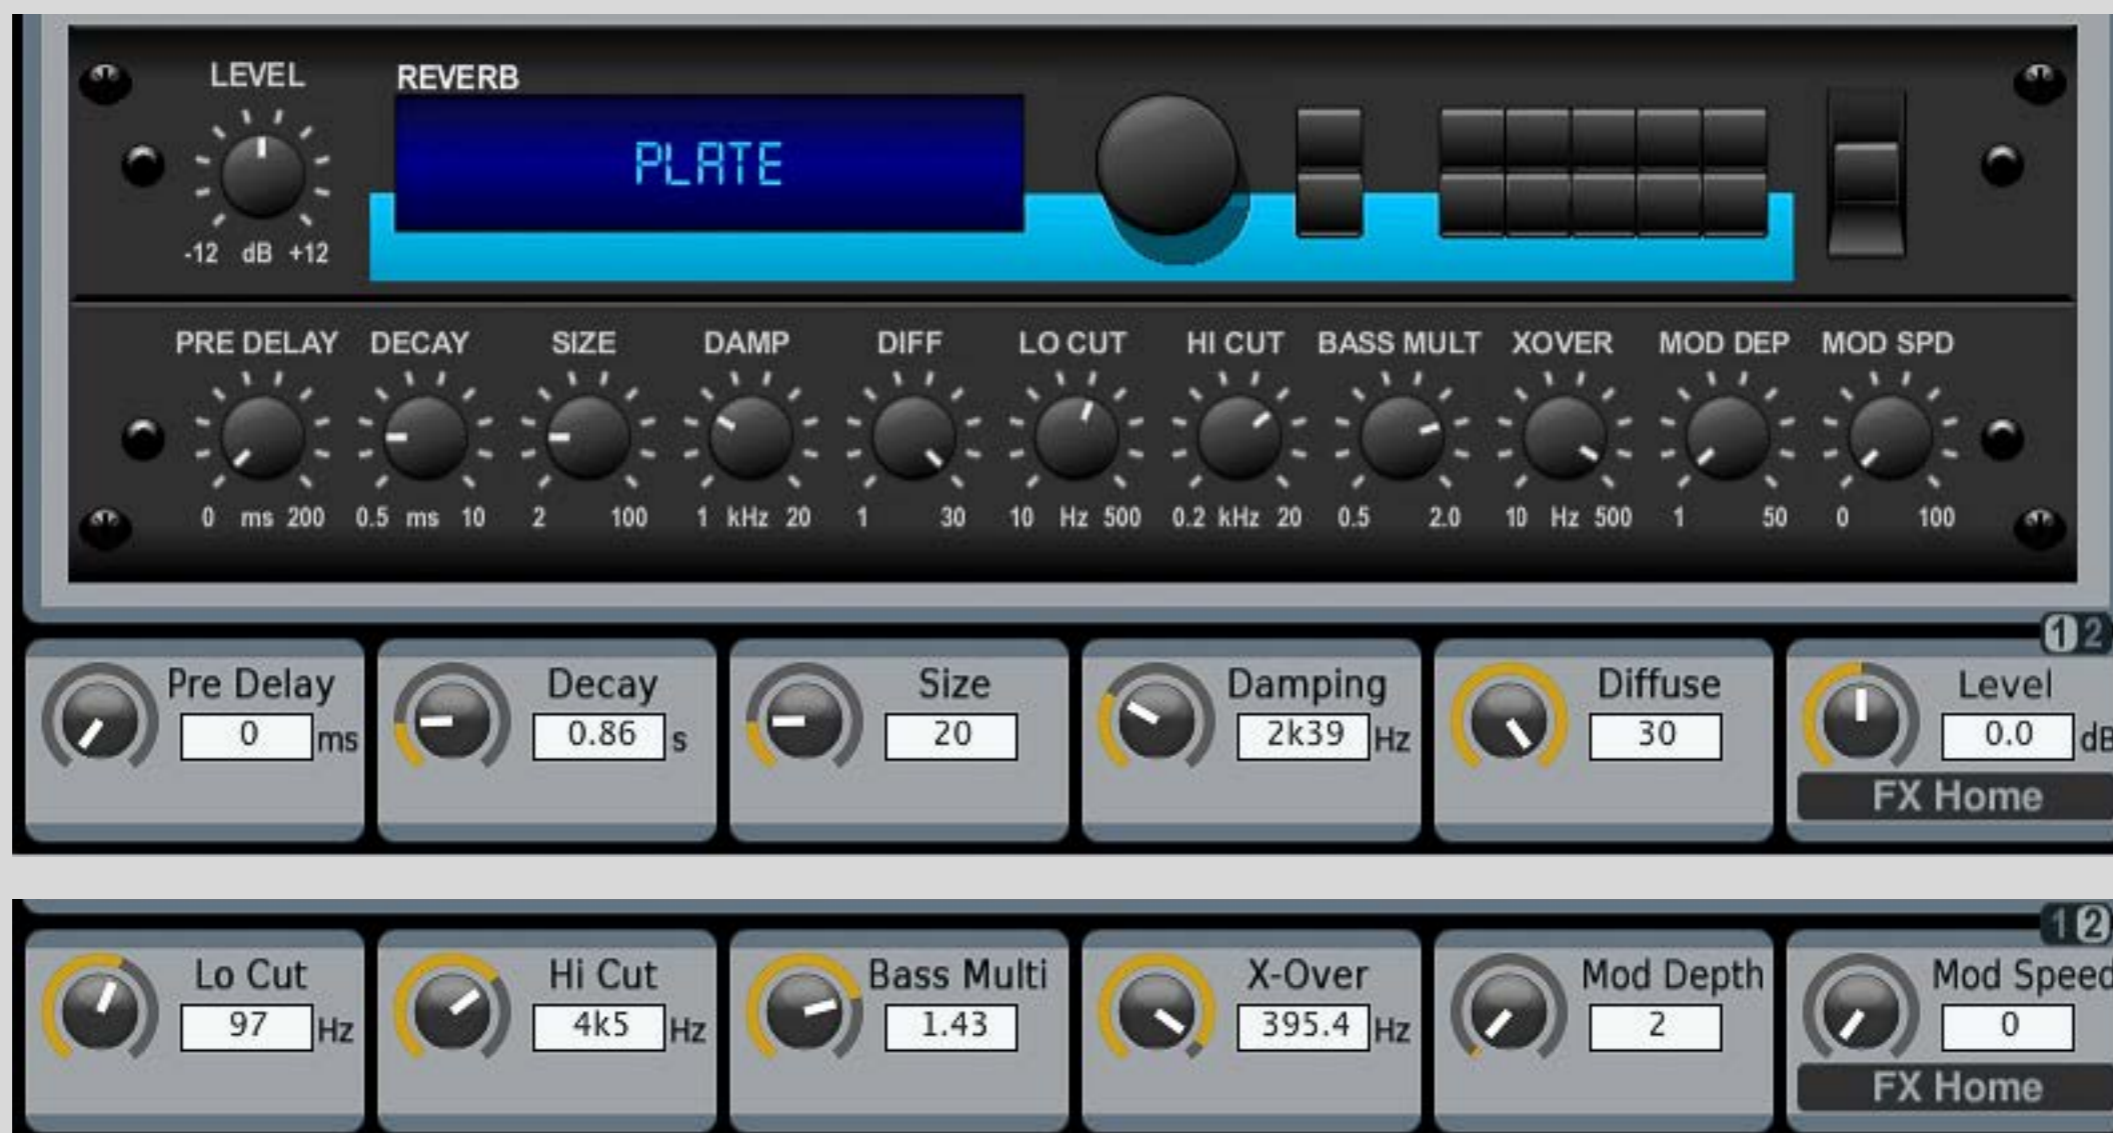 LEVEL
REVERB
PLATE
-12 dB +12
PRE DELAY DECAY SIZE DAMP DIFF LO CUT HI CUT BASS MULT XOVER MOD DEP MOD SPD
0 ms 200 0.5 ms 10 2 100 1 kHz 20 1 30 10 Hz 500 0.2 kHz 20 0.5 2.0 10 Hz 500 1 50 0 100
1 2
Pre Delay Decay Size Damping Diffuse Level
0 ms 0.86 s 20 2k39 Hz 30 0.0 dB
FX Home
1 2
Lo Cut Hi Cut Bass Multi X-Over Mod Depth Mod Speed
97 Hz 4k5 Hz 1.43 395.4 Hz 2 0
FX Home